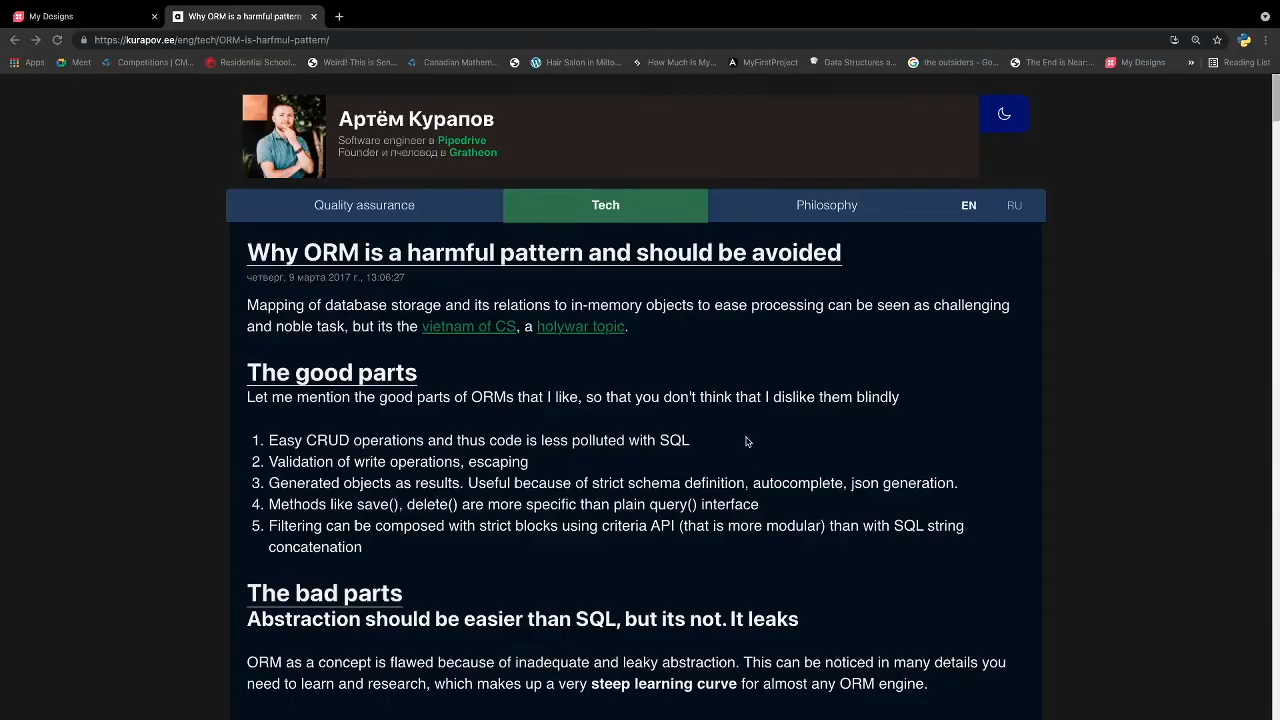 My Designs
Why ORM is a harmful pattern
https://kurapov.ee/eng/tech/ORM-is-harfmul-pattern/
Apps Meet Competitions | CM... Residential School... Weird! This is Sen... Canadian Mathem... Hair Salon in Milto... How Much Is My... MyFirstProject Data Structures a... the outsiders - Go... The End is Near:... My Designs » Reading List
Артём Курапов
Software engineer в Pipedrive
Founder и пчеловод в Gratheon
Quality assurance Tech Philosophy EN RU
Why ORM is a harmful pattern and should be avoided
четверг, 9 марта 2017 г., 13:06:27
Mapping of database storage and its relations to in-memory objects to ease processing can be seen as challenging
and noble task, but its the vietnam of CS, a holywar topic.
The good parts
Let me mention the good parts of ORMs that I like, so that you don't think that I dislike them blindly
1. Easy CRUD operations and thus code is less polluted with SQL
2. Validation of write operations, escaping
3. Generated objects as results. Useful because of strict schema definition, autocomplete, json generation.
4. Methods like save(), delete() are more specific than plain query() interface
5. Filtering can be composed with strict blocks using criteria API (that is more modular) than with SQL string
concatenation
The bad parts
Abstraction should be easier than SQL, but its not. It leaks
ORM as a concept is flawed because of inadequate and leaky abstraction. This can be noticed in many details you
need to learn and research, which makes up a very steep learning curve for almost any ORM engine.